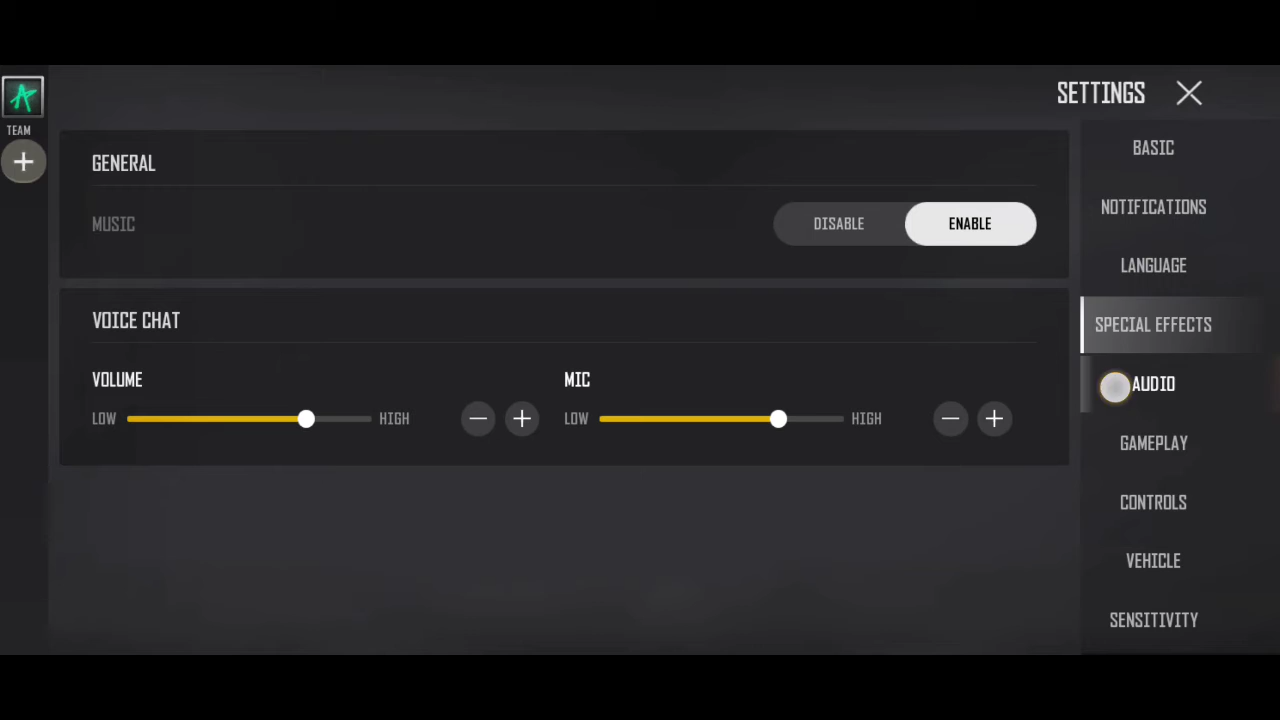 SETTINGS
TEAM
GENERAL
MUSIC
DISABLE
ENABLE
VOICE CHAT
VOLUME
LOW
HIGH
MIC
LOW
HIGH
BASIC
NOTIFICATIONS
LANGUAGE
SPECIAL EFFECTS
AUDIO
GAMEPLAY
CONTROLS
VEHICLE
SENSITIVITY